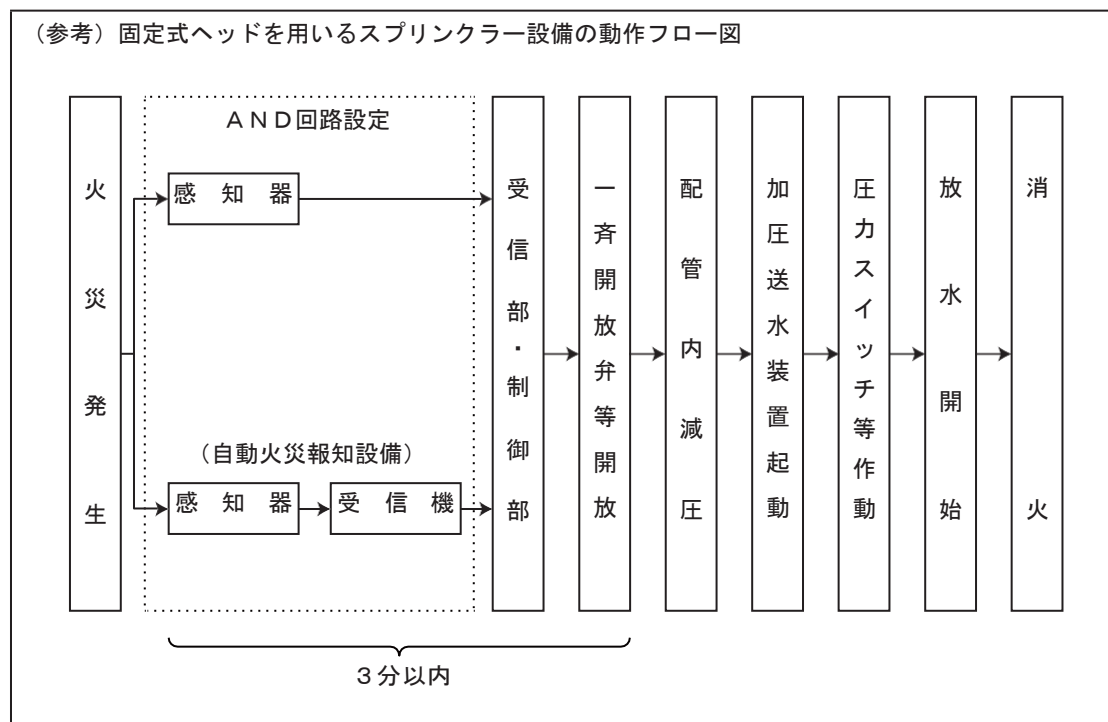 （参考）固定式ヘッドを用いるスプリンクラー設備の動作フロー図
火災発生
ＡＮＤ回路設定
感知器
（自動火災報知設備）
感知器
受信機
受信部・制御部
一斉開放弁等開放
配管内減圧
加圧送水装置起動
圧力スイッチ等作動
放水開始
消火
３分以内